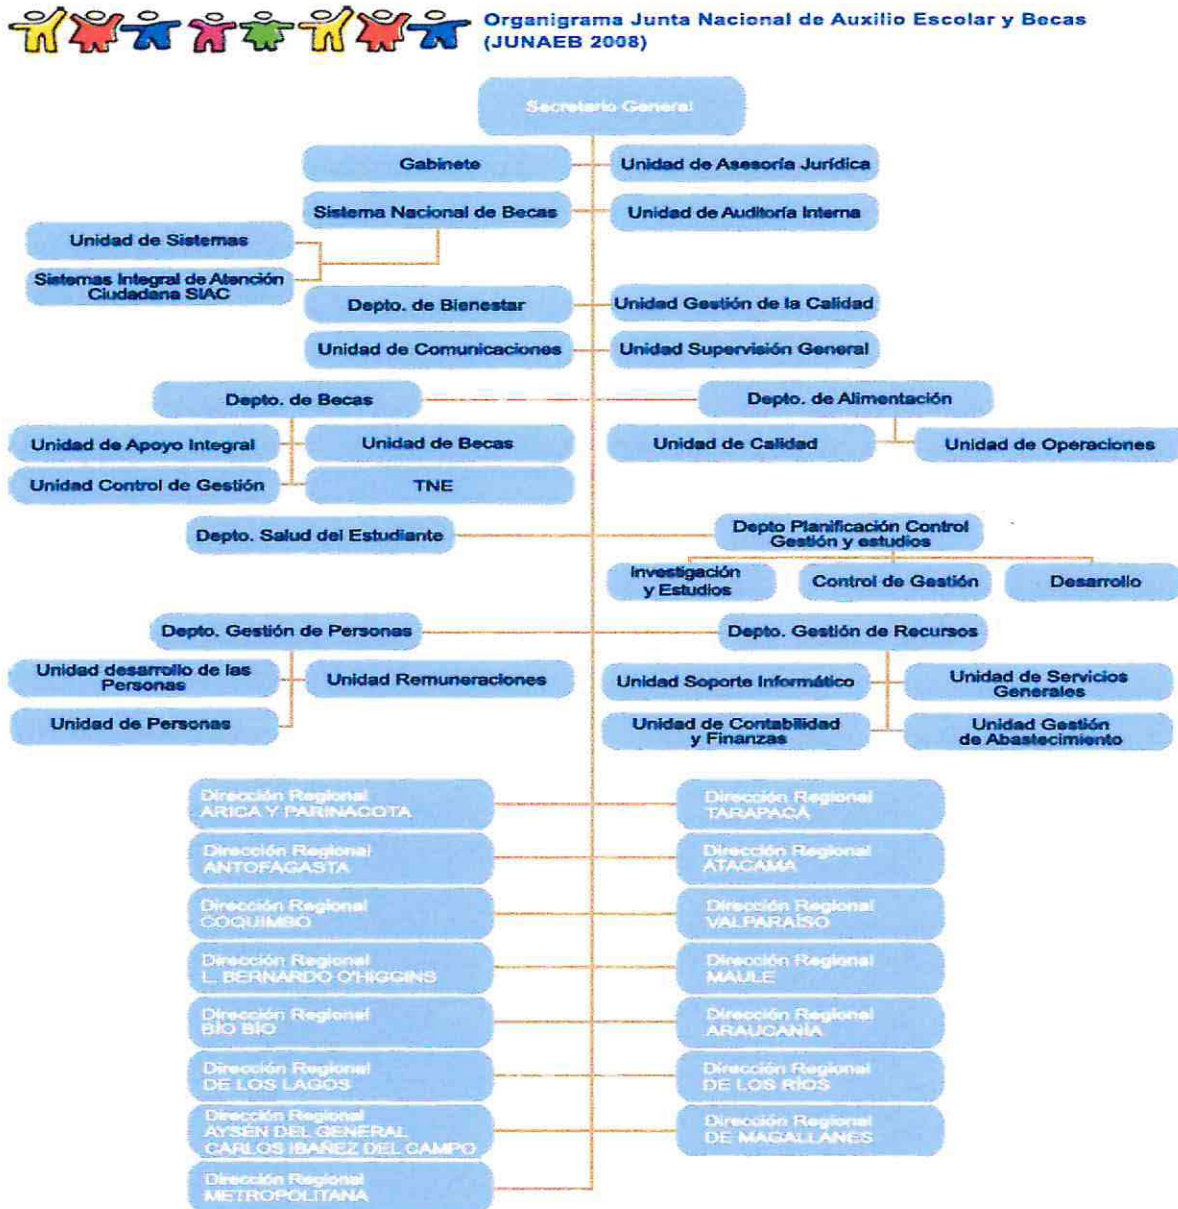 Organigrama Junta Nacional de Auxilio Escolar y Becas
(JUNAEB 2008)
Secretario General
Gabinete
Unidad de Asesoría Jurídica
Sistema Nacional de Becas
Unidad de Auditoría Interna
Unidad de Sistemas
Sistemas Integral de Atención
Ciudadana SIAC
Depto. de Bienestar
Unidad Gestión de la Calidad
Unidad de Comunicaciones
Unidad Supervisión General
Depto. de Becas
Depto. de Alimentación
Unidad de Apoyo Integral
Unidad de Becas
Unidad de Calidad
Unidad de Operaciones
Unidad Control de Gestión
TNE
Depto. Salud del Estudiante
Depto Planificación Control
Gestión y estudios
Investigación
y Estudios
Control de Gestión
Desarrollo
Depto. Gestión de Personas
Depto. Gestión de Recursos
Unidad desarrollo de las
Personas
Unidad Remuneraciones
Unidad Soporte Informático
Unidad de Servicios
Generales
Unidad de Personas
Unidad de Contabilidad
y Finanzas
Unidad Gestión
de Abastecimiento
Dirección Regional
ARICA Y PARINACOTA
Dirección Regional
TARAPACÁ
Dirección Regional
ANTOFAGASTA
Dirección Regional
ATACAMA
Dirección Regional
COQUIMBO
Dirección Regional
VALPARAÍSO
Dirección Regional
L. BERNARDO O'HIGGINS
Dirección Regional
MAULE
Dirección Regional
BÍO BÍO
Dirección Regional
ARAUCANÍA
Dirección Regional
DE LOS LAGOS
Dirección Regional
DE LOS RÍOS
Dirección Regional
AYSÉN DEL GENERAL
CARLOS IBAÑEZ DEL CAMPO
Dirección Regional
DE MAGALLANES
Dirección Regional
METROPOLITANA